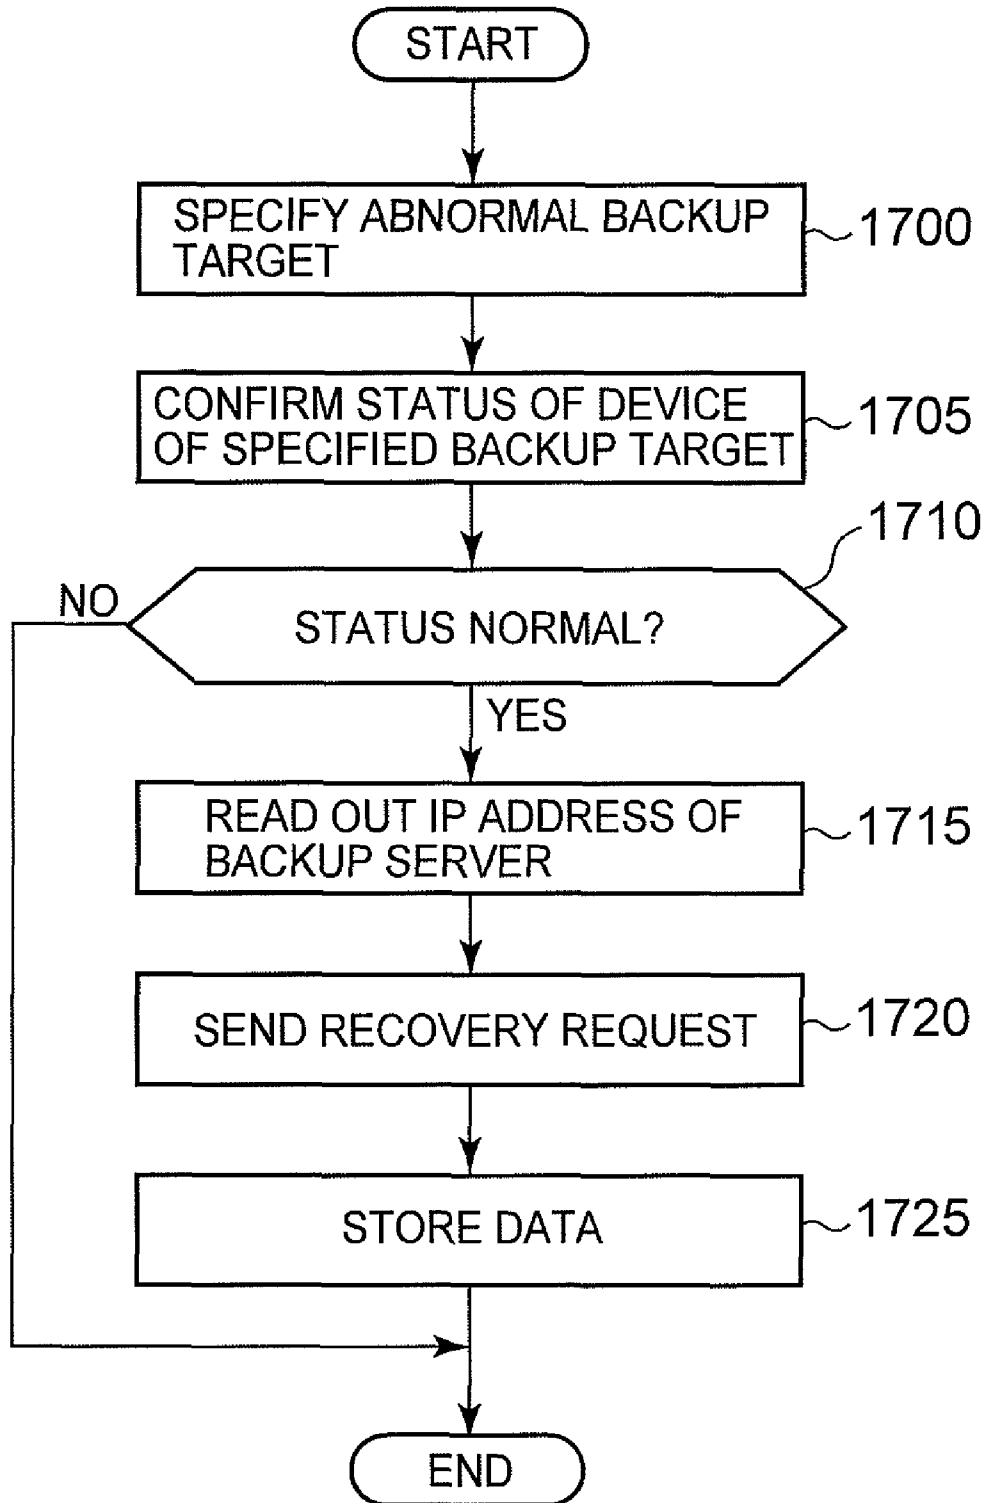 START
SPECIFY ABNORMAL BACKUP
TARGET
1700
CONFIRM STATUS OF DEVICE
OF SPECIFIED BACKUP TARGET
1705
1710
NO
STATUS NORMAL?
YES
READ OUT IP ADDRESS OF
BACKUP SERVER
1715
SEND RECOVERY REQUEST
1720
STORE DATA
1725
END